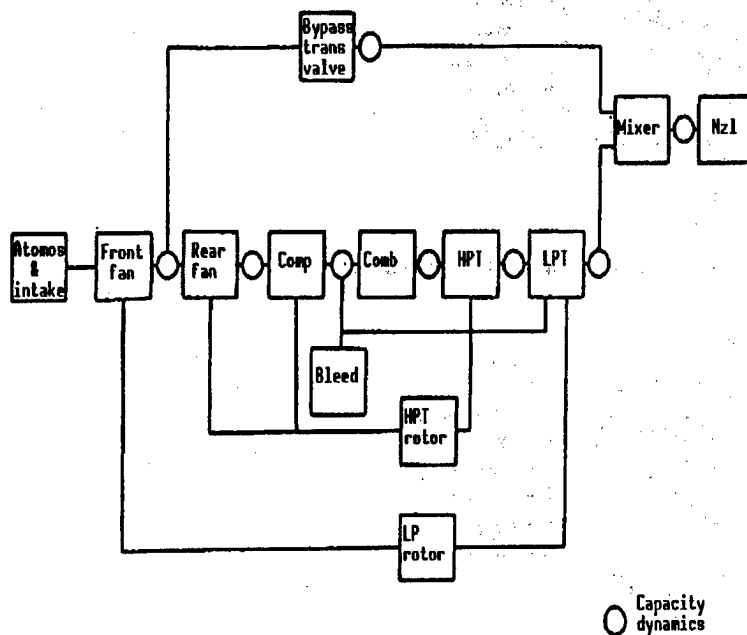 Bypass
trans
valve
Mixer
Nzl
Atomos
&
intake
Front
fan
Rear
fan
Comp
Comb
HPT
LPT
Bleed
HPT
rotor
LP
rotor
Capacity
dynamics